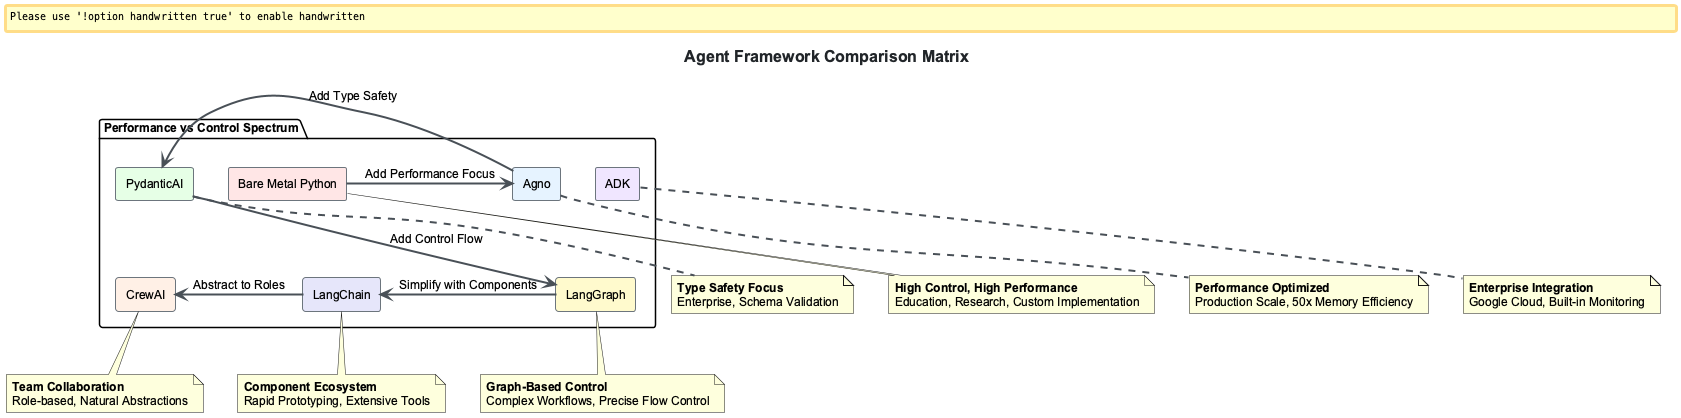 Please use '!option handwritten true' to enable handwritten
Agent Framework Comparison Matrix
Add Type Safety
Performance vs Control Spectrum
PydanticAI
Bare Metal Python
Add Performance Focus
Agno
ADK
Add Control Flow
CrewAI
Abstract to Roles
LangChain
Simplify with Components
LangGraph
Type Safety Focus
Enterprise, Schema Validation
High Control, High Performance
Education, Research, Custom Implementation
Performance Optimized
Production Scale, 50x Memory Efficiency
Enterprise Integration
Google Cloud, Built-in Monitoring
Team Collaboration
Role-based, Natural Abstractions
Component Ecosystem
Rapid Prototyping, Extensive Tools
Graph-Based Control
Complex Workflows, Precise Flow Control